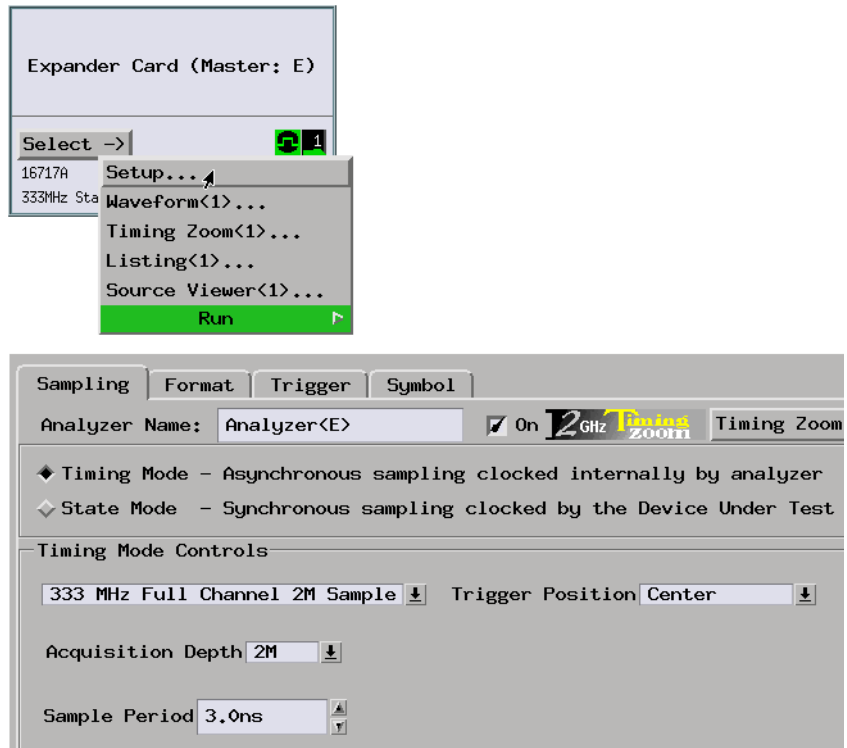 Expander Card (Master: E)
Select -> 1
16717A
333MHz Sta
Setup...
Waveform<1>...
Timing Zoom<1>...
Listing<1>...
Source Viewer<1>...
Run
Sampling Format Trigger Symbol
Analyzer Name: Analyzer<E> On 2GHz Timing zoom Timing Zoom
Timing Mode - Asynchronous sampling clocked internally by analyzer
State Mode - Synchronous sampling clocked by the Device Under Test
Timing Mode Controls
333 MHz Full Channel 2M Sample Trigger Position Center
Acquisition Depth 2M
Sample Period 3.0ns